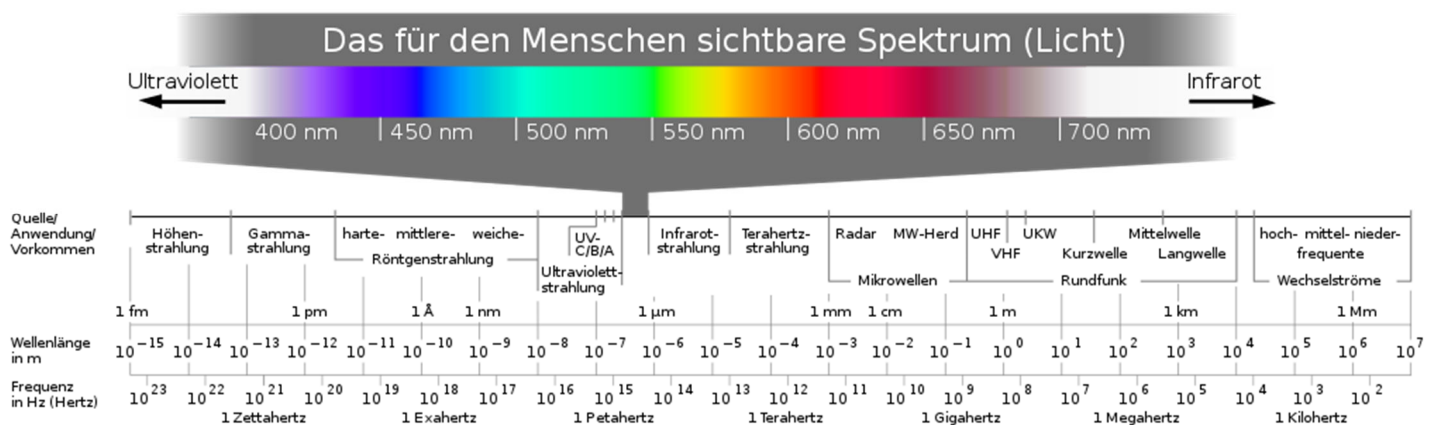 Das für den Menschen sichtbare Spektrum (Licht)
Ultraviolett
Infrarot
400 nm 450 nm 500 nm 550 nm 600 nm 650 nm 700 nm
Quelle/
Anwendung/
Vorkommen
Höhen-
strahlung
Gamma-
strahlung
harte- mittlere- weiche-
Röntgenstrahlung
UV-
C/B/A
Ultraviolett-
strahlung
Infrarot-
strahlung
Terahertz-
strahlung
Radar MW-Herd
Mikrowellen
UHF UKW Mittelwelle
VHF Kurzwelle Langwelle
Rundfunk
hoch- mittel- nieder-
frequente
Wechselströme
1 fm 1 pm 1 Å 1 nm 1 µm 1 mm 1 cm 1 m 1 km 1 Mm
Wellenlänge
in m
10⁻¹⁵ 10⁻¹⁴ 10⁻¹³ 10⁻¹² 10⁻¹¹ 10⁻¹⁰ 10⁻⁹ 10⁻⁸ 10⁻⁷ 10⁻⁶ 10⁻⁵ 10⁻⁴ 10⁻³ 10⁻² 10⁻¹ 10⁰ 10¹ 10² 10³ 10⁴ 10⁵ 10⁶ 10⁷
Frequenz
in Hz (Hertz)
10²³ 10²² 10²¹ 10²⁰ 10¹⁹ 10¹⁸ 10¹⁷ 10¹⁶ 10¹⁵ 10¹⁴ 10¹³ 10¹² 10¹¹ 10¹⁰ 10⁹ 10⁸ 10⁷ 10⁶ 10⁵ 10⁴ 10³ 10²
1 Zettahertz 1 Exahertz 1 Petahertz 1 Terahertz 1 Gigahertz 1 Megahertz 1 Kilohertz